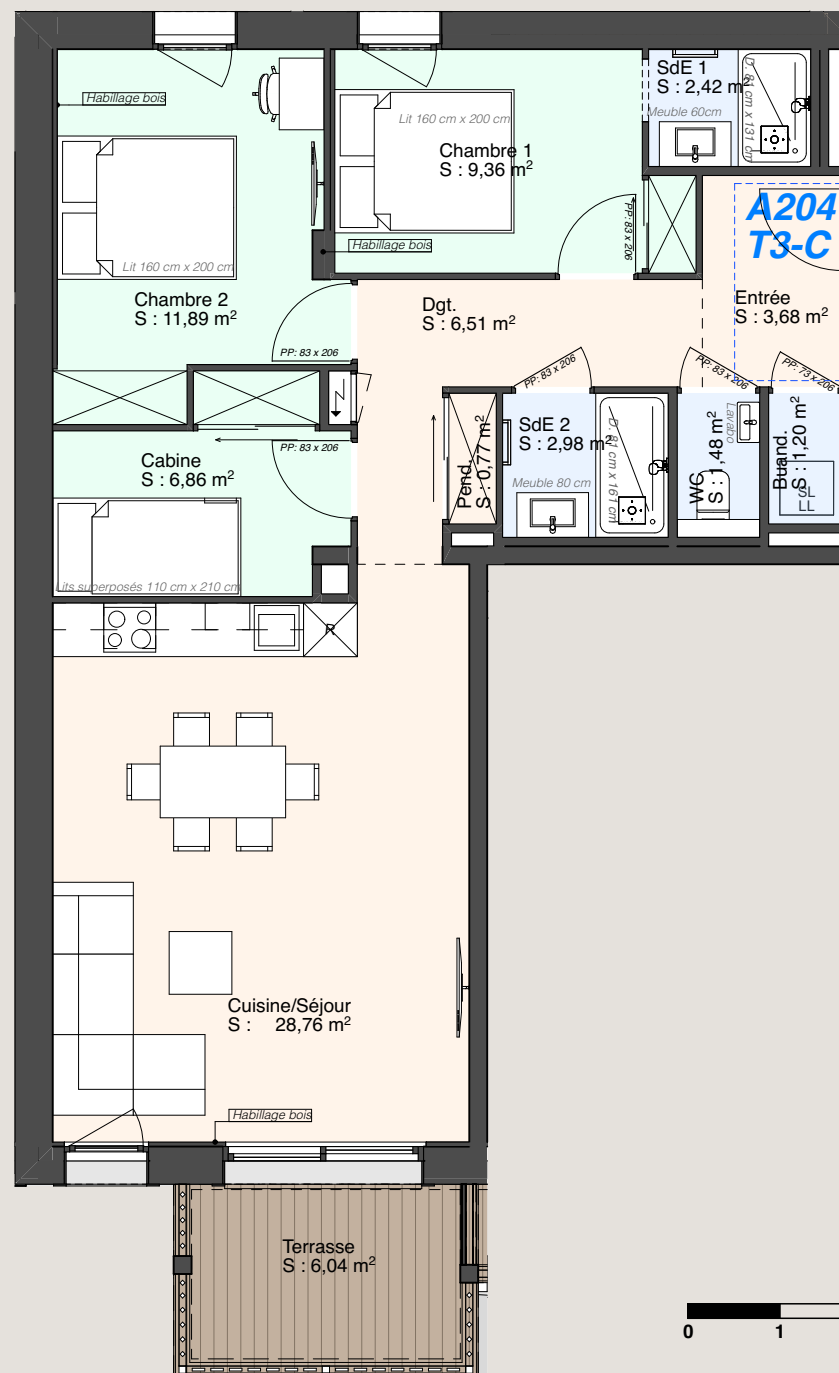 Habillage bois
Lit 160 cm x 200 cm
Chambre 2
S : 11,89 m²
PP: 83 x 206
Lit 160 cm x 200 cm
Chambre 1
S : 9,36 m²
PP: 83 x 206
Habillage bois
SdE 1
S : 2,42 m²
Meuble 60cm
D. 81 cm x 131 cm
A204
T3-C
Entrée
S : 3,68 m²
Dgt.
S : 6,51 m²
PP: 83 x 206
PP: 83 x 206
PP: 73 x 206
Cabine
S : 6,86 m²
PP: 83 x 206
Lits superposés 110 cm x 210 cm
Pend.
S : 0,77 m²
SdE 2
S : 2,98 m²
Meuble 80 cm
D. 81 cm x 161 cm
WC
S : 1,48 m²
Lavabo
Buand.
S : 1,20 m²
SL
LL
R
Cuisine/Séjour
S : 28,76 m²
Habillage bois
Terrasse
S : 6,04 m²
0 1